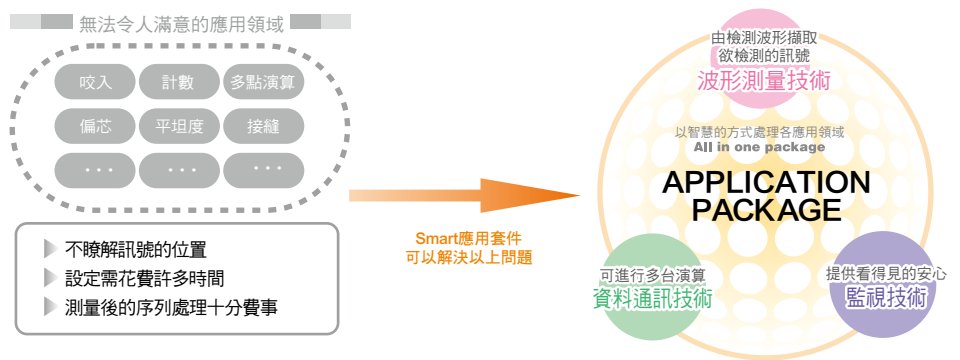 無法令人滿意的應用領域
咬入
計數
多點演算
偏芯
平坦度
接縫
・・・
・・・
・・・
不瞭解訊號的位置
設定需花費許多時間
測量後的序列處理十分費事
Smart應用套件
可以解決以上問題
由檢測波形擷取
欲檢測的訊號
波形測量技術
以智慧的方式處理各應用領域
All in one package
APPLICATION
PACKAGE
可進行多台演算
資料通訊技術
提供看得見的安心
監視技術